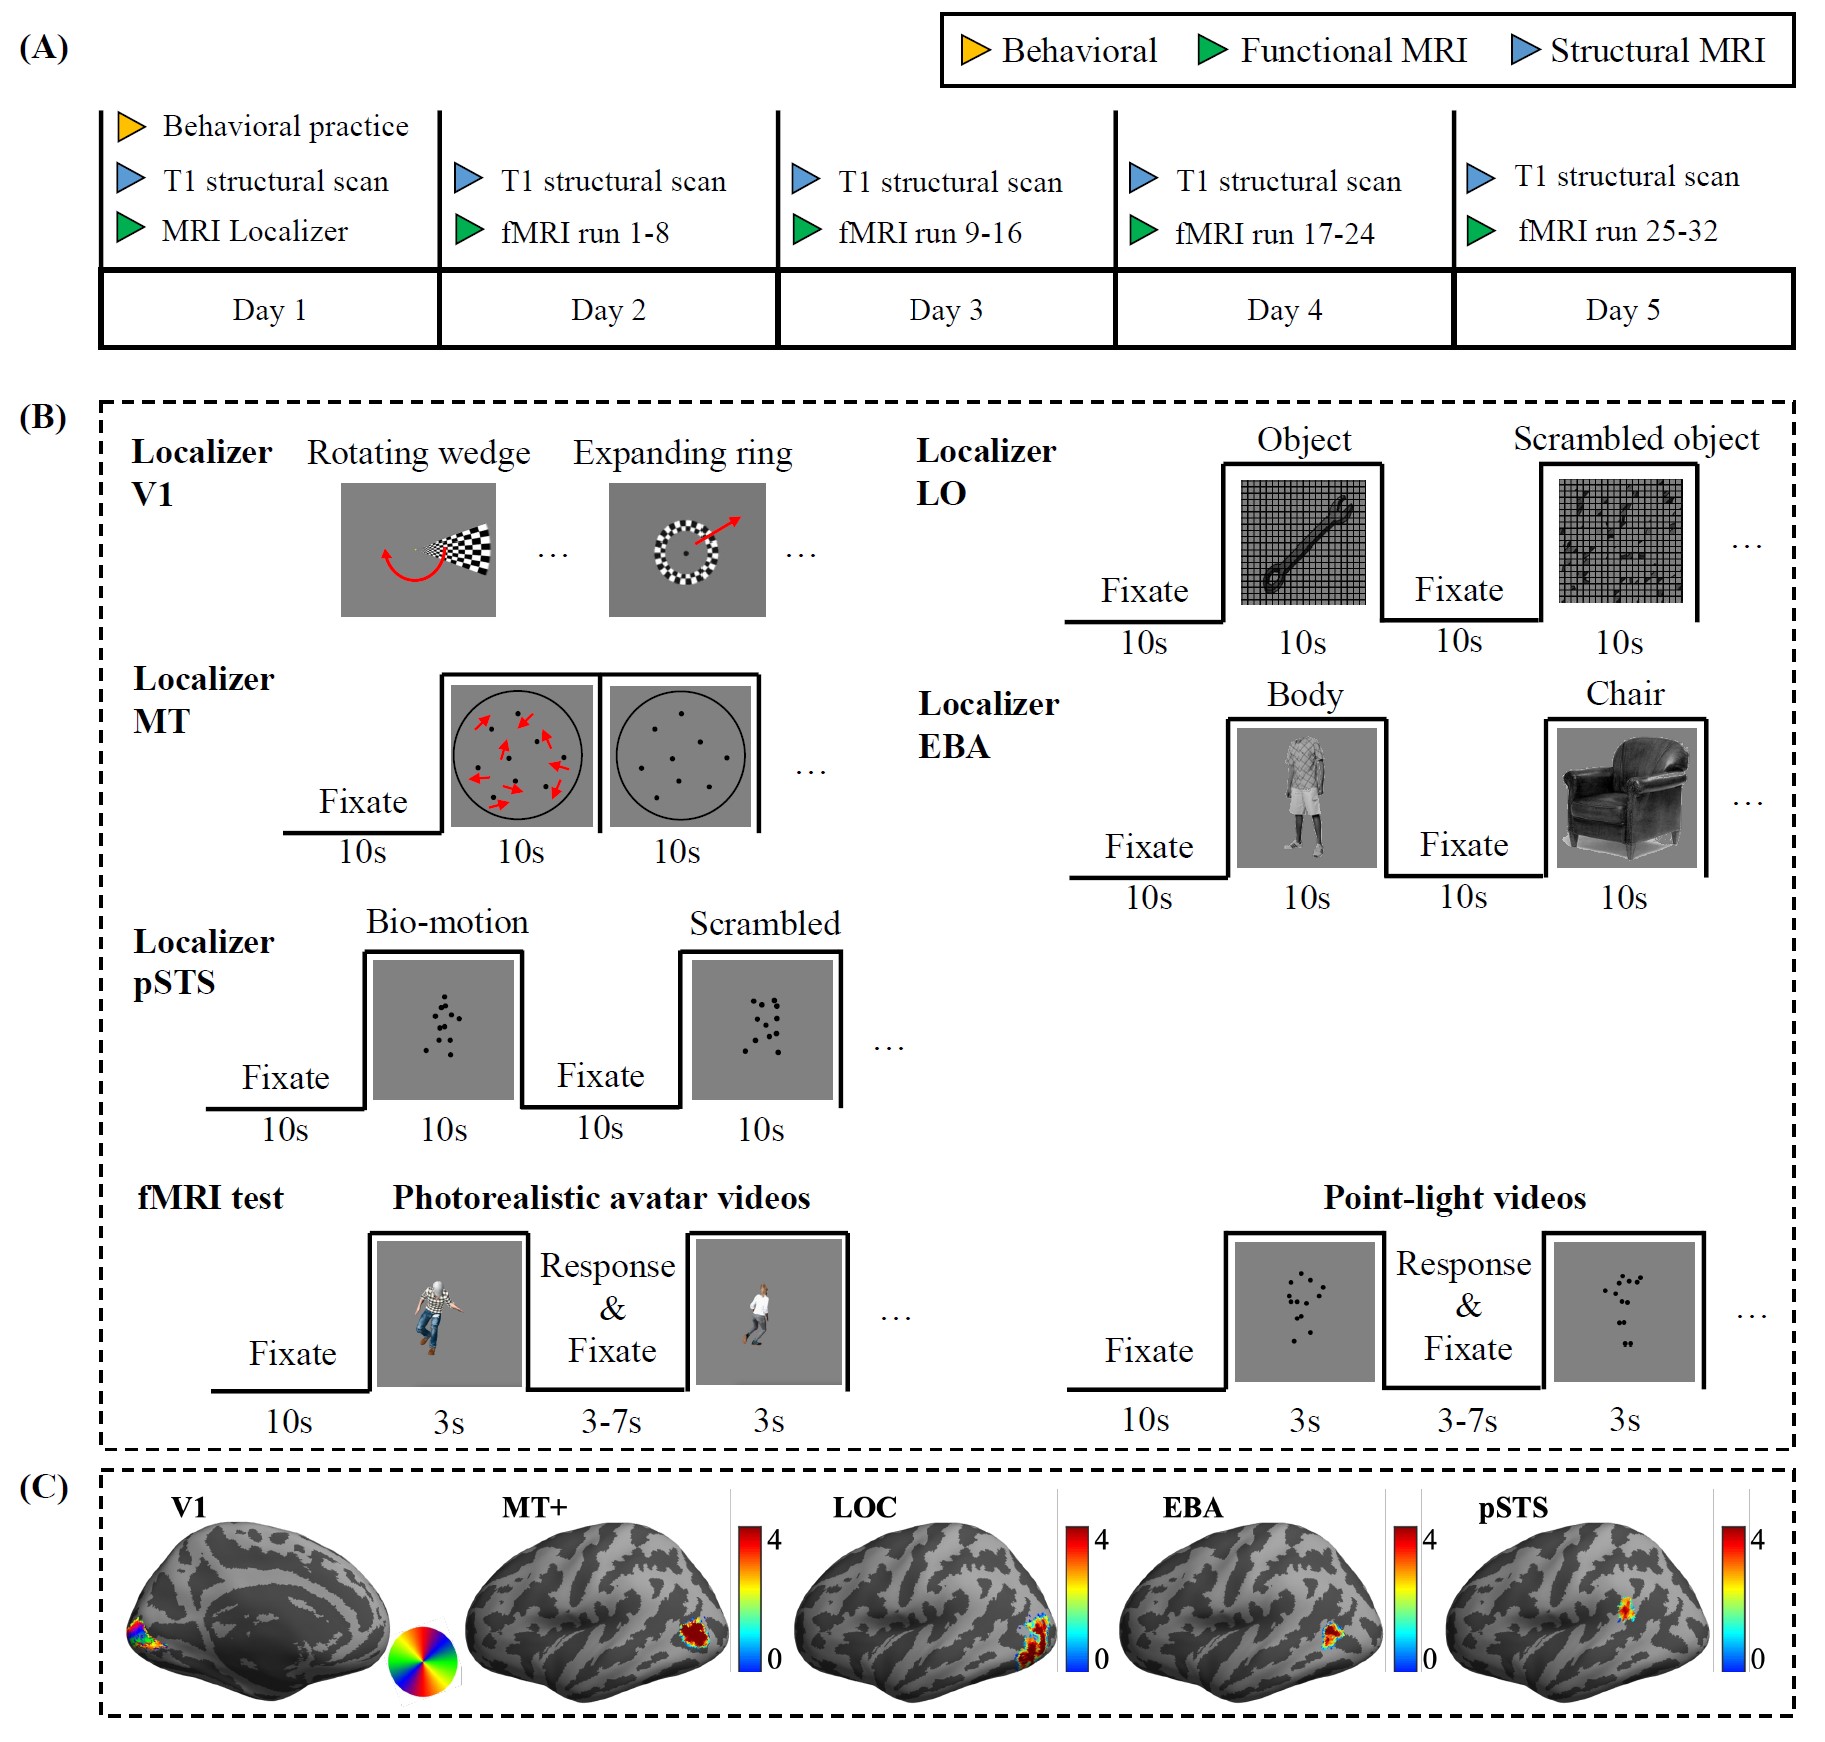 (A)
Behavioral
Functional MRI
Structural MRI
Behavioral practice
T1 structural scan
MRI Localizer
T1 structural scan
fMRI run 1-8
T1 structural scan
fMRI run 9-16
T1 structural scan
fMRI run 17-24
T1 structural scan
fMRI run 25-32
Day 1
Day 2
Day 3
Day 4
Day 5
(B)
Localizer
V1
Rotating wedge
Expanding ring
…
…
Localizer
LO
Object
Scrambled object
Fixate
Fixate
…
10s
10s
10s
10s
Localizer
MT
Fixate
…
10s
10s
10s
Localizer
EBA
Body
Chair
Fixate
Fixate
…
10s
10s
10s
10s
Localizer
pSTS
Bio-motion
Scrambled
Fixate
Fixate
…
10s
10s
10s
10s
fMRI test
Photorealistic avatar videos
Fixate
Response
&
Fixate
…
10s
3s
3-7s
3s
Point-light videos
Fixate
Response
&
Fixate
…
10s
3s
3-7s
3s
(C)
V1
MT+
4
0
LOC
4
0
EBA
4
0
pSTS
4
0